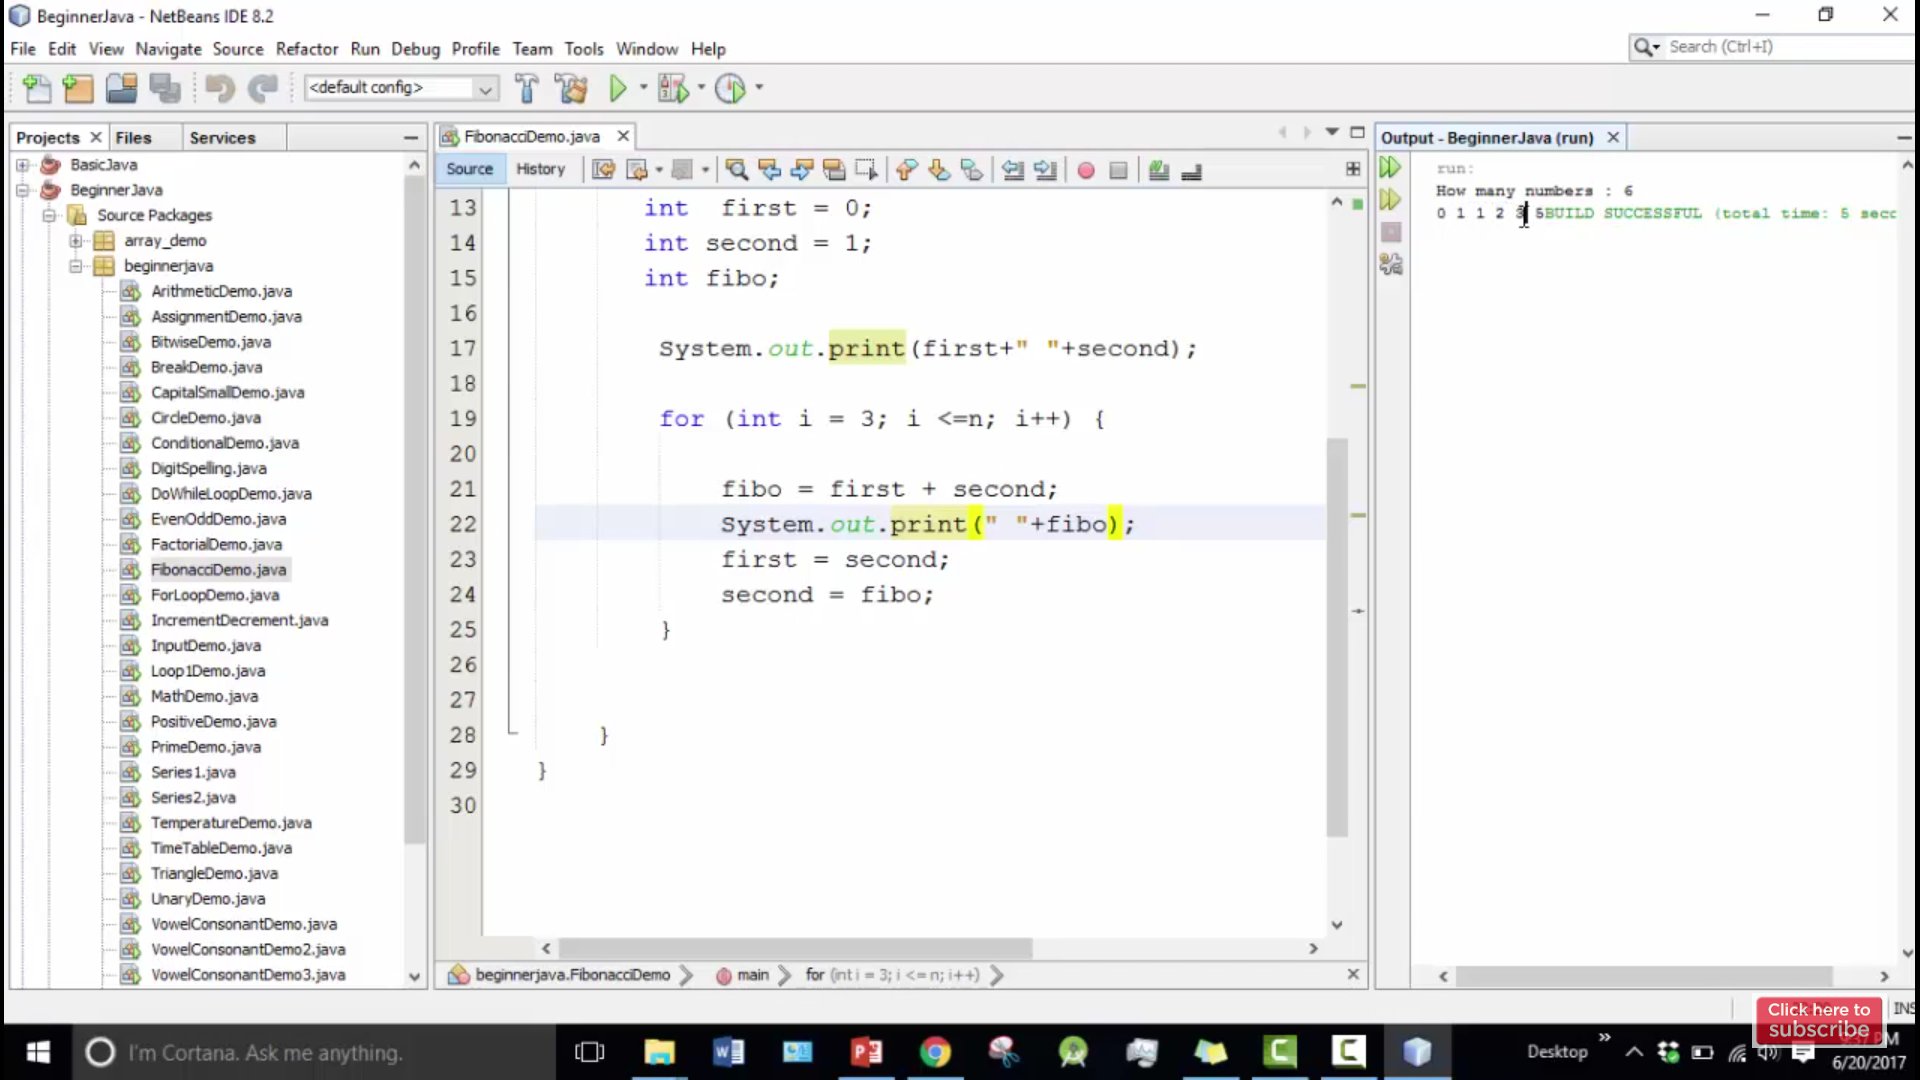 BeginnerJava - NetBeans IDE 8.2
File Edit View Navigate Source Refactor Run Debug Profile Team Tools Window Help
Search (Ctrl+I)
<default config>
Projects
Files
Services
BasicJava
BeginnerJava
Source Packages
array_demo
beginnerjava
ArithmeticDemo.java
AssignmentDemo.java
BitwiseDemo.java
BreakDemo.java
CapitalSmallDemo.java
CircleDemo.java
ConditionalDemo.java
DigitSpelling.java
DoWhileLoopDemo.java
EvenOddDemo.java
FactorialDemo.java
FibonacciDemo.java
ForLoopDemo.java
IncrementDecrement.java
InputDemo.java
Loop1Demo.java
MathDemo.java
PositiveDemo.java
PrimeDemo.java
Series1.java
Series2.java
TemperatureDemo.java
TimeTableDemo.java
TriangleDemo.java
UnaryDemo.java
VowelConsonantDemo.java
VowelConsonantDemo2.java
VowelConsonantDemo3.java
FibonacciDemo.java
Source History
13 int first = 0;
14 int second = 1;
15 int fibo;
16
17 System.out.print(first+" "+second);
18
19 for (int i = 3; i <=n; i++) {
20
21 fibo = first + second;
22 System.out.print(" "+fibo);
23 first = second;
24 second = fibo;
25 }
26
27
28 }
29 }
30
beginnerjava.FibonacciDemo main for (int i = 3; i <= n; i++)
Output - BeginnerJava (run)
run:
How many numbers : 6
0 1 1 2 3 5BUILD SUCCESSFUL (total time: 5 seco
INS
Click here to
subscribe
I'm Cortana. Ask me anything.
Desktop
PM
6/20/2017